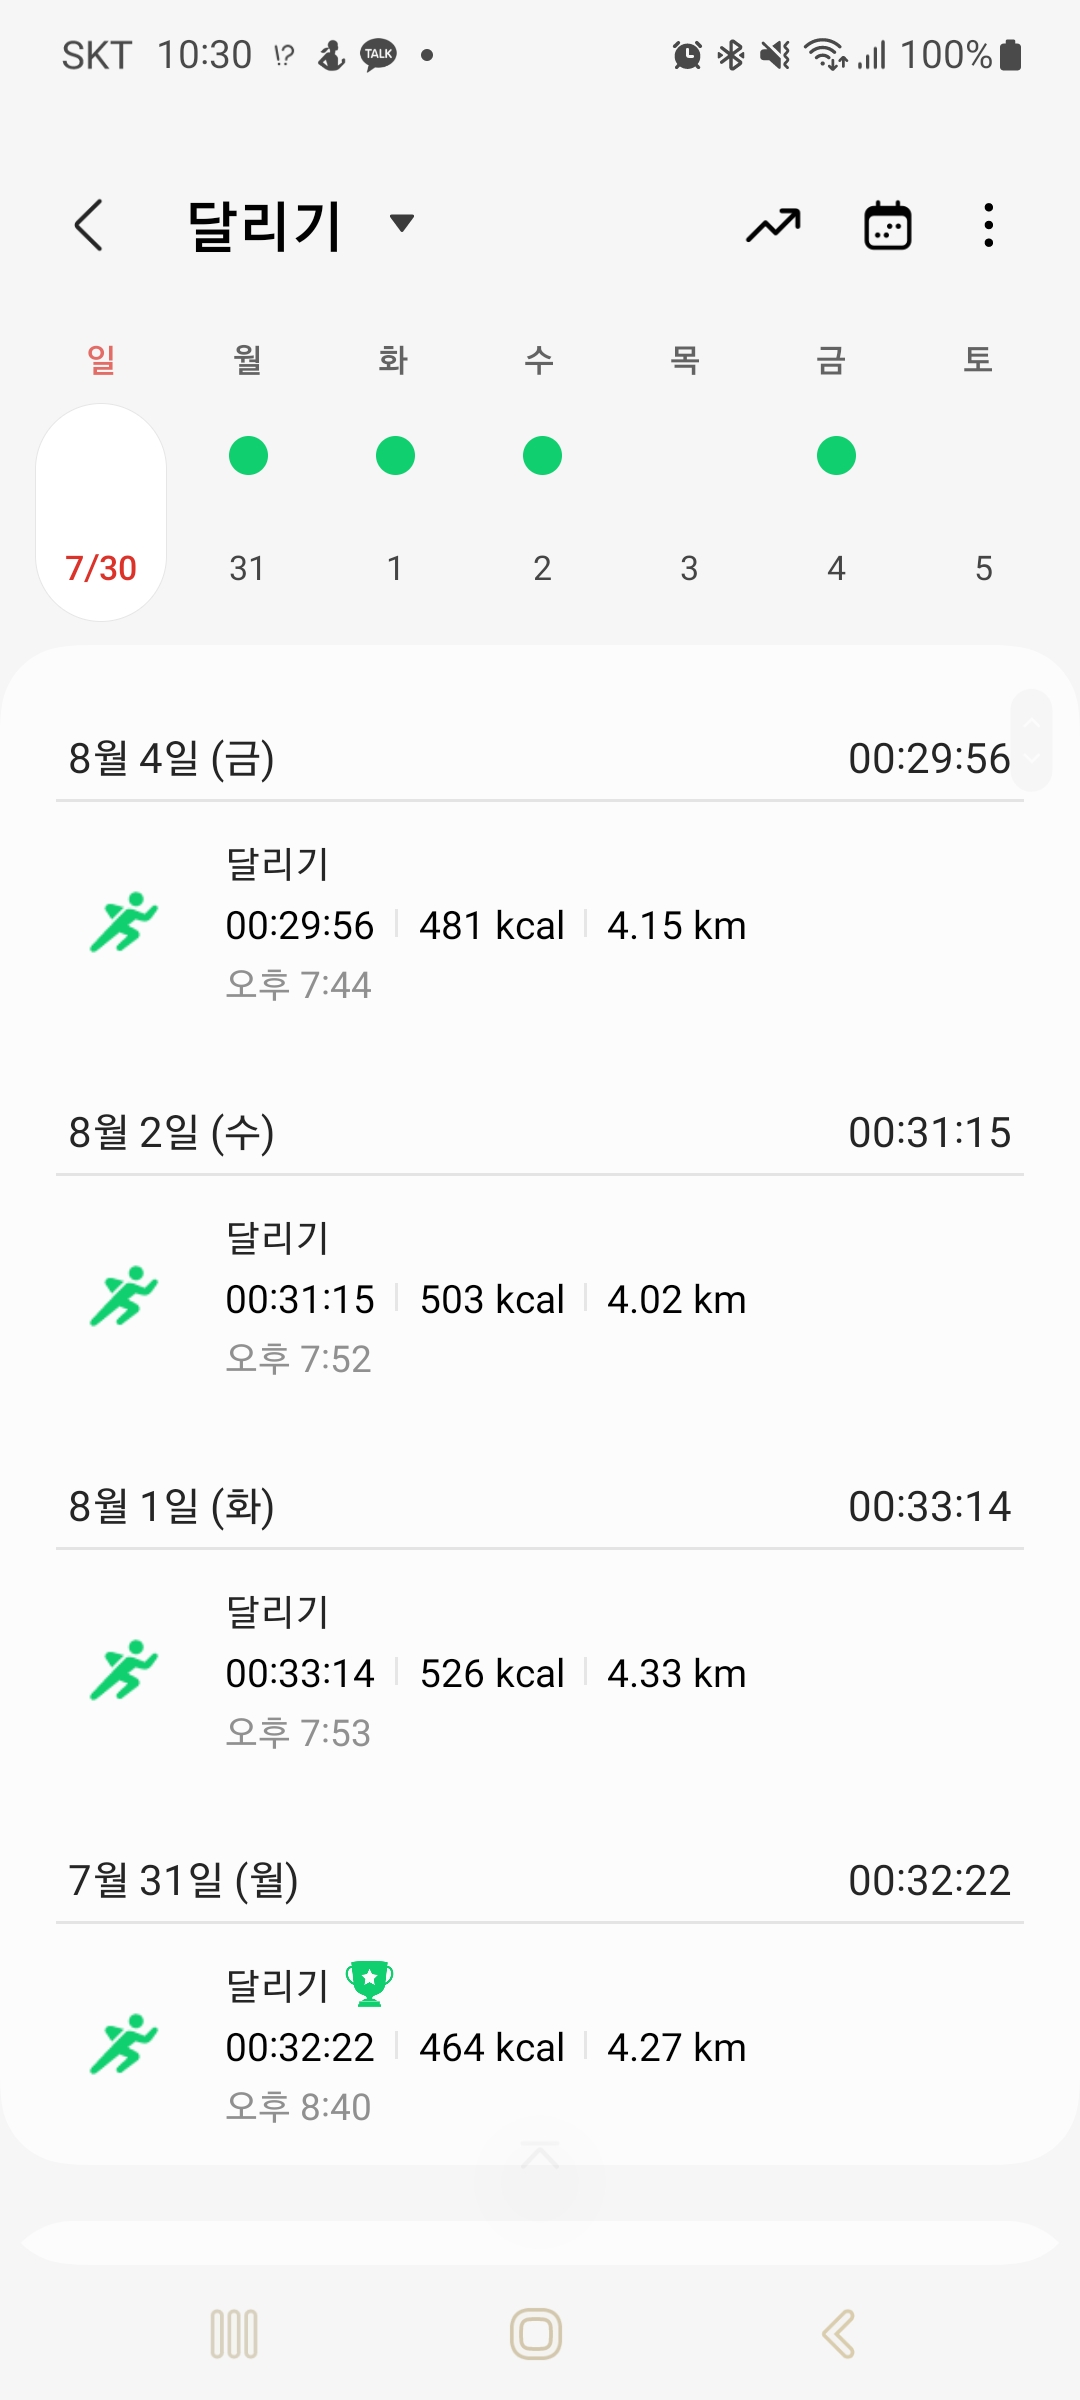 SKT 10:30 !? TALK 100%
달리기
일 월 화 수 목 금 토
7/30 31 1 2 3 4 5
8월 4일 (금) 00:29:56
달리기
00:29:56 481 kcal 4.15 km
오후 7:44
8월 2일 (수) 00:31:15
달리기
00:31:15 503 kcal 4.02 km
오후 7:52
8월 1일 (화) 00:33:14
달리기
00:33:14 526 kcal 4.33 km
오후 7:53
7월 31일 (월) 00:32:22
달리기
00:32:22 464 kcal 4.27 km
오후 8:40